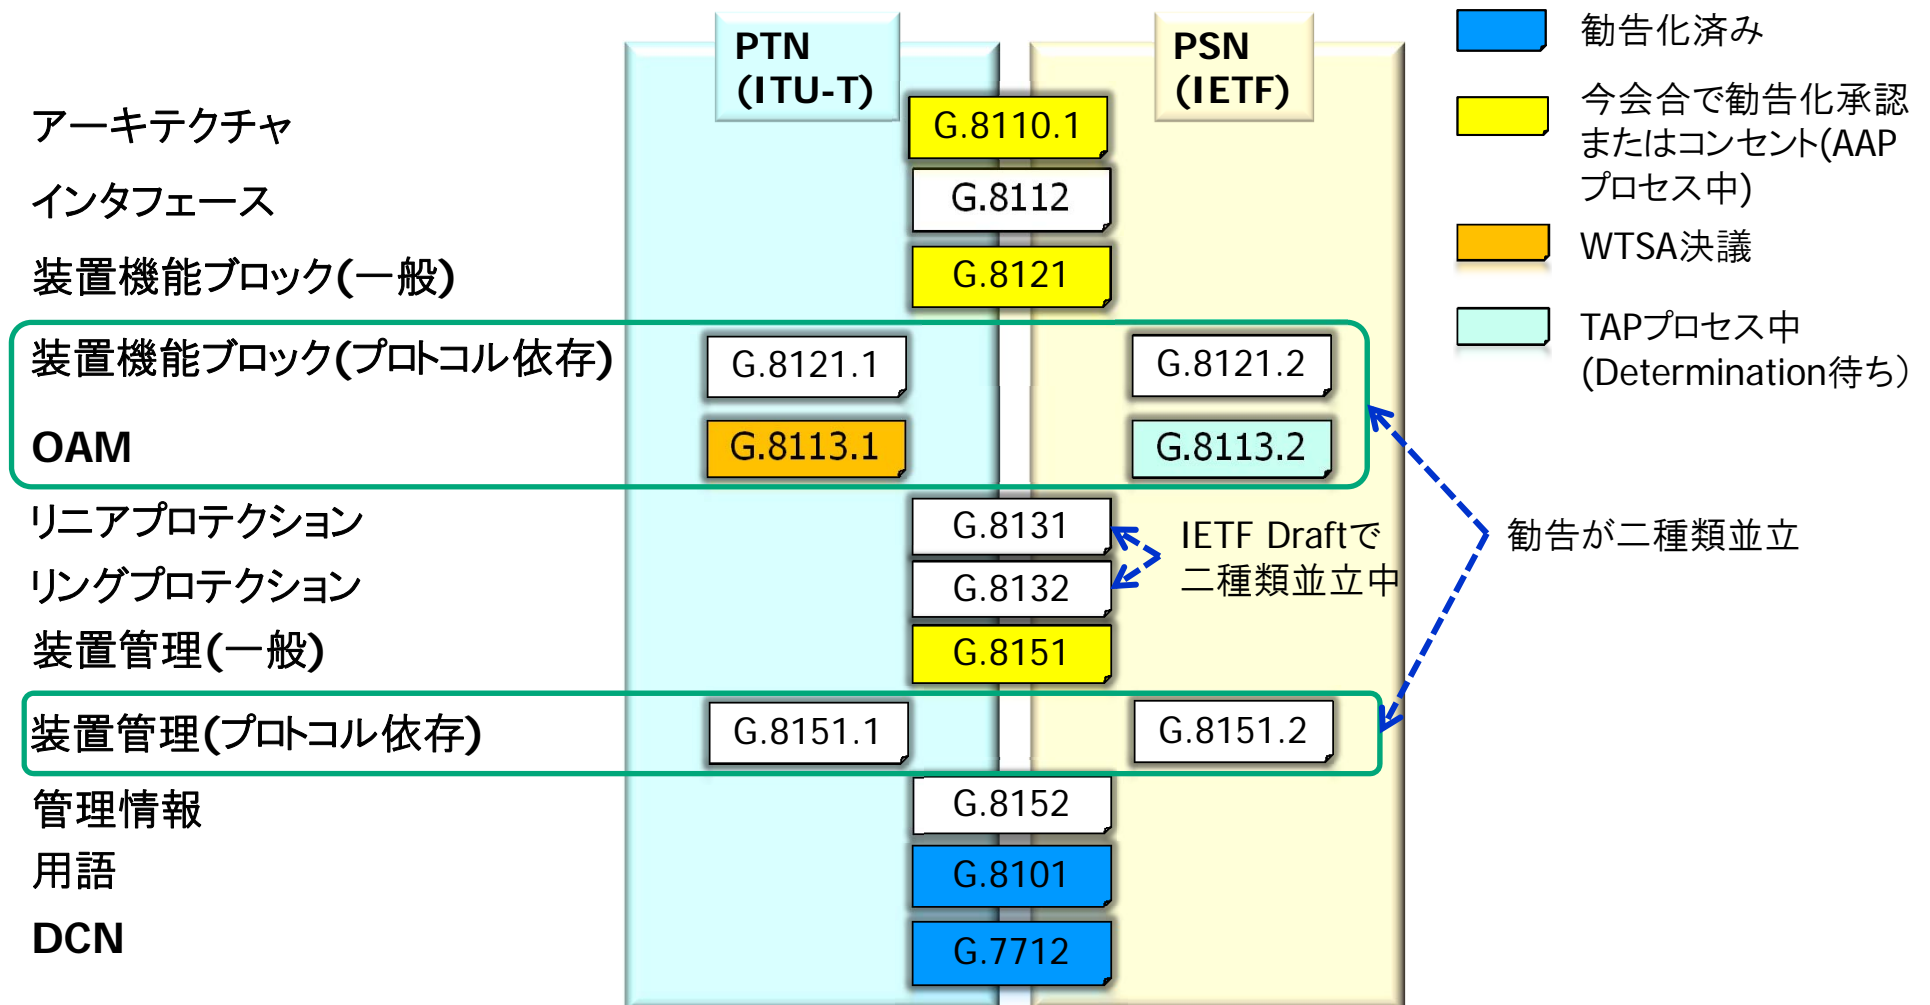 PTN
(ITU-T)
PSN
(IETF)
勧告化済み
今会合で勧告化承認
またはコンセント(AAP
プロセス中)
WTSA決議
TAPプロセス中
(Determination待ち)
アーキテクチャ
G.8110.1
インタフェース
G.8112
装置機能ブロック(一般)
G.8121
装置機能ブロック(プロトコル依存)
G.8121.1
G.8121.2
OAM
G.8113.1
G.8113.2
リニアプロテクション
G.8131
リングプロテクション
G.8132
IETF Draftで
二種類並立中
勧告が二種類並立
装置管理(一般)
G.8151
装置管理(プロトコル依存)
G.8151.1
G.8151.2
管理情報
G.8152
用語
G.8101
DCN
G.7712